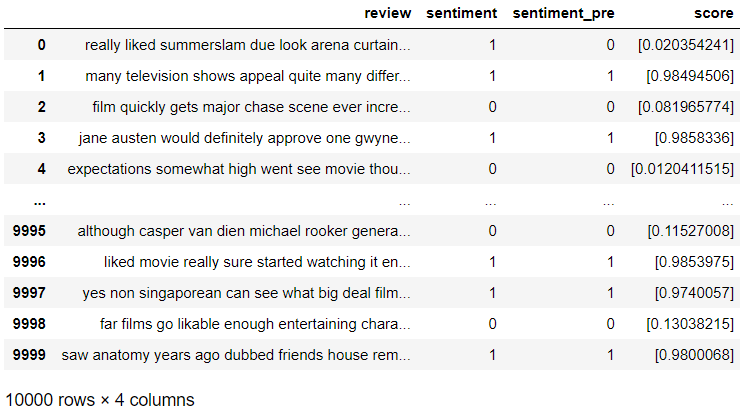 review sentiment sentiment_pre score
0 really liked summerslam due look arena curtain... 1 0 [0.020354241]
1 many television shows appeal quite many differ... 1 1 [0.98494506]
2 film quickly gets major chase scene ever incre... 0 0 [0.081965774]
3 jane austen would definitely approve one gwyne... 1 1 [0.9858336]
4 expectations somewhat high went see movie thou... 0 0 [0.0120411515]
... ... ... ... ...
9995 although casper van dien michael rooker genera... 0 0 [0.11527008]
9996 liked movie really sure started watching it en... 1 1 [0.9853975]
9997 yes non singaporean can see what big deal film... 1 1 [0.9740057]
9998 far films go likable enough entertaining chara... 0 0 [0.13038215]
9999 saw anatomy years ago dubbed friends house rem... 1 1 [0.9800068]
10000 rows × 4 columns